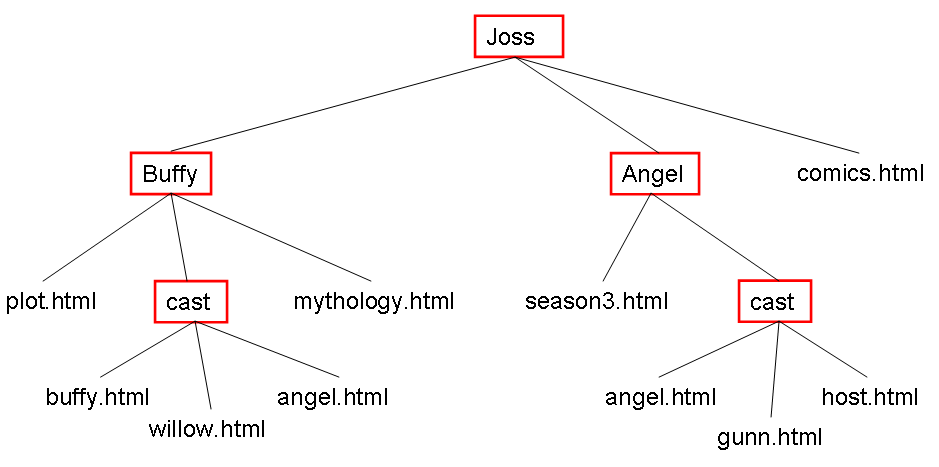 Joss
Buffy
Angel
comics.html
plot.html
cast
mythology.html
season3.html
cast
buffy.html
willow.html
angel.html
angel.html
gunn.html
host.html